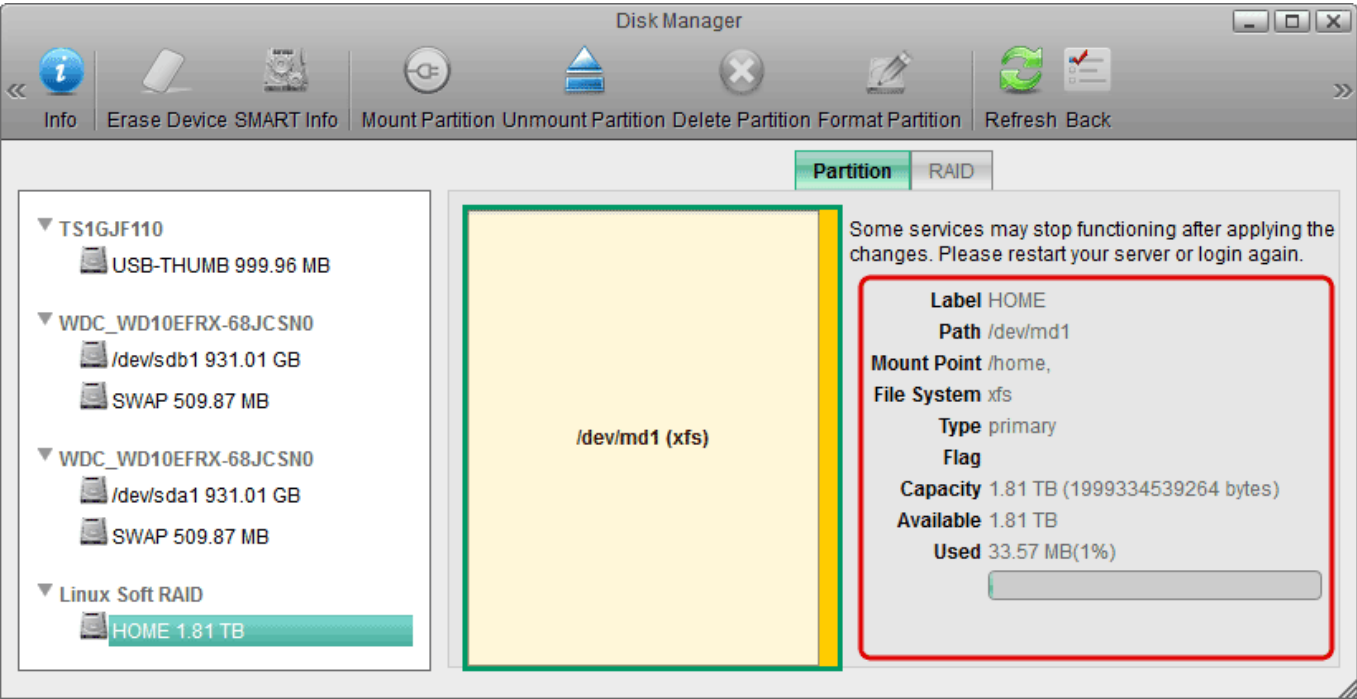 Disk Manager
« Info Erase Device SMART Info Mount Partition Unmount Partition Delete Partition Format Partition Refresh Back »
Partition RAID
TS1GJF110
USB-THUMB 999.96 MB
WDC_WD10EFRX-68JCSN0
/dev/sdb1 931.01 GB
SWAP 509.87 MB
WDC_WD10EFRX-68JCSN0
/dev/sda1 931.01 GB
SWAP 509.87 MB
Linux Soft RAID
HOME 1.81 TB
/dev/md1 (xfs)
Some services may stop functioning after applying the
changes. Please restart your server or login again.
Label HOME
Path /dev/md1
Mount Point /home,
File System xfs
Type primary
Flag
Capacity 1.81 TB (1999334539264 bytes)
Available 1.81 TB
Used 33.57 MB(1%)